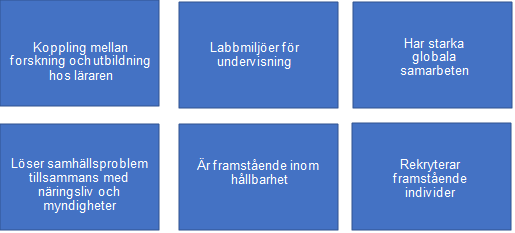 Koppling mellan
forskning och utbildning
hos läraren
Labbmiljöer för
undervisning
Har starka
globala
samarbeten
Löser samhällsproblem
tillsammans med
näringsliv och
myndigheter
Är framstående inom
hållbarhet
Rekryterar
framstående
individer